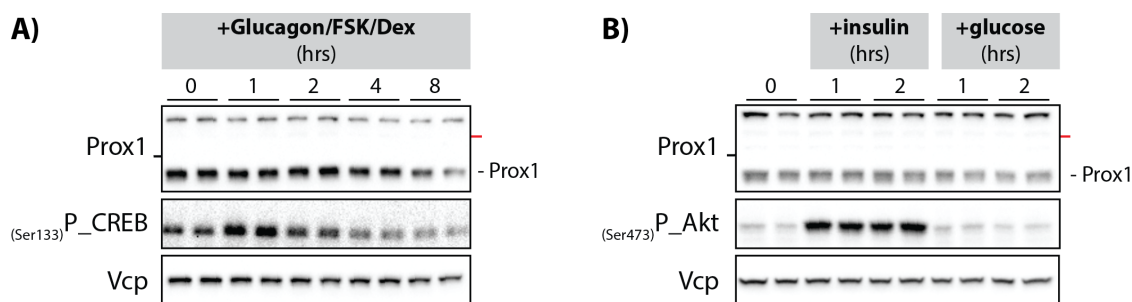 A)
+Glucagon/FSK/Dex
(hrs)
0 1 2 4 8
Prox1
- Prox1
(Ser133)P_CREB
Vcp
B)
+insulin +glucose
(hrs) (hrs)
0 1 2 1 2
Prox1
- Prox1
(Ser473)P_Akt
Vcp